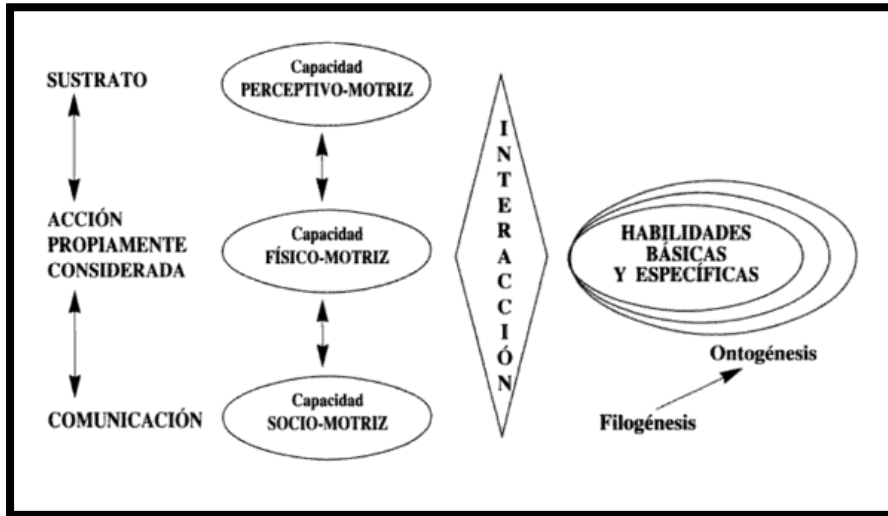 SUSTRATO
ACCIÓN
PROPIAMENTE
CONSIDERADA
COMUNICACIÓN
Capacidad
PERCEPTIVO-MOTRIZ
Capacidad
FÍSICO-MOTRIZ
Capacidad
SOCIO-MOTRIZ
INTERACCIÓN
HABILIDADES
BÁSICAS
Y ESPECÍFICAS
Ontogénesis
Filogénesis